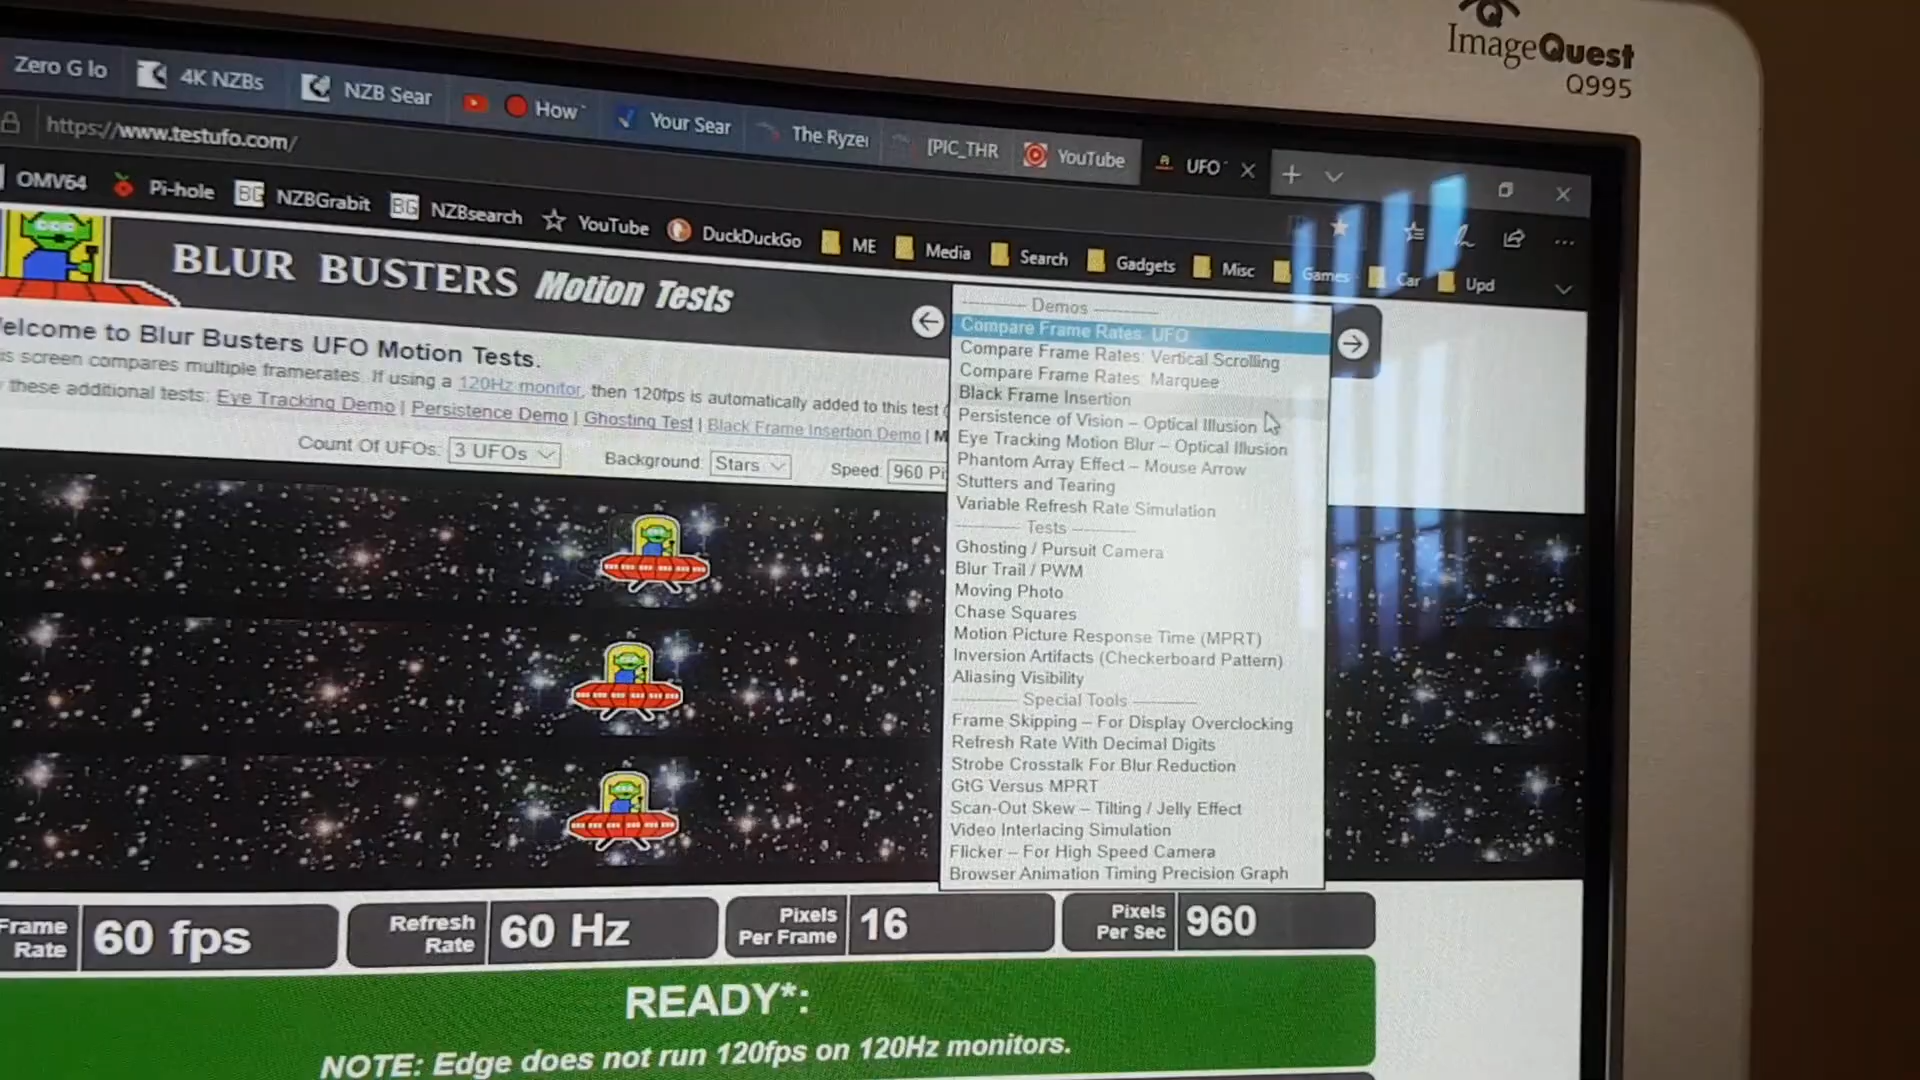 ImageQuest
Q995
Zero G lo
4K NZBs
NZB Sear
How
Your Sear
The Ryzei
[PIC_THR
YouTube
UFO
https://www.testufo.com/
OMV64
Pi-hole
BG NZBGrabit
BG NZBsearch
YouTube
DuckDuckGo
ME
Media
Search
Gadgets
Misc
Games
Car
Upd
BLUR BUSTERS Motion Tests
elcome to Blur Busters UFO Motion Tests.
is screen compares multiple framerates. If using a 120Hz monitor, then 120fps is automatically added to this test
these additional tests: Eye Tracking Demo | Persistence Demo | Ghosting Test | Black Frame Insertion Demo | M
Count Of UFOs: 3 UFOs Background: Stars Speed: 960 Pi
Demos
Compare Frame Rates: UFO
Compare Frame Rates: Vertical Scrolling
Compare Frame Rates: Marquee
Black Frame Insertion
Persistence of Vision – Optical Illusion
Eye Tracking Motion Blur – Optical Illusion
Phantom Array Effect – Mouse Arrow
Stutters and Tearing
Variable Refresh Rate Simulation
Tests
Ghosting / Pursuit Camera
Blur Trail / PWM
Moving Photo
Chase Squares
Motion Picture Response Time (MPRT)
Inversion Artifacts (Checkerboard Pattern)
Aliasing Visibility
Special Tools
Frame Skipping – For Display Overclocking
Refresh Rate With Decimal Digits
Strobe Crosstalk For Blur Reduction
GtG Versus MPRT
Scan-Out Skew – Tilting / Jelly Effect
Video Interlacing Simulation
Flicker – For High Speed Camera
Browser Animation Timing Precision Graph
Frame Rate 60 fps
Refresh Rate 60 Hz
Pixels Per Frame 16
Pixels Per Sec 960
READY*:
NOTE: Edge does not run 120fps on 120Hz monitors.